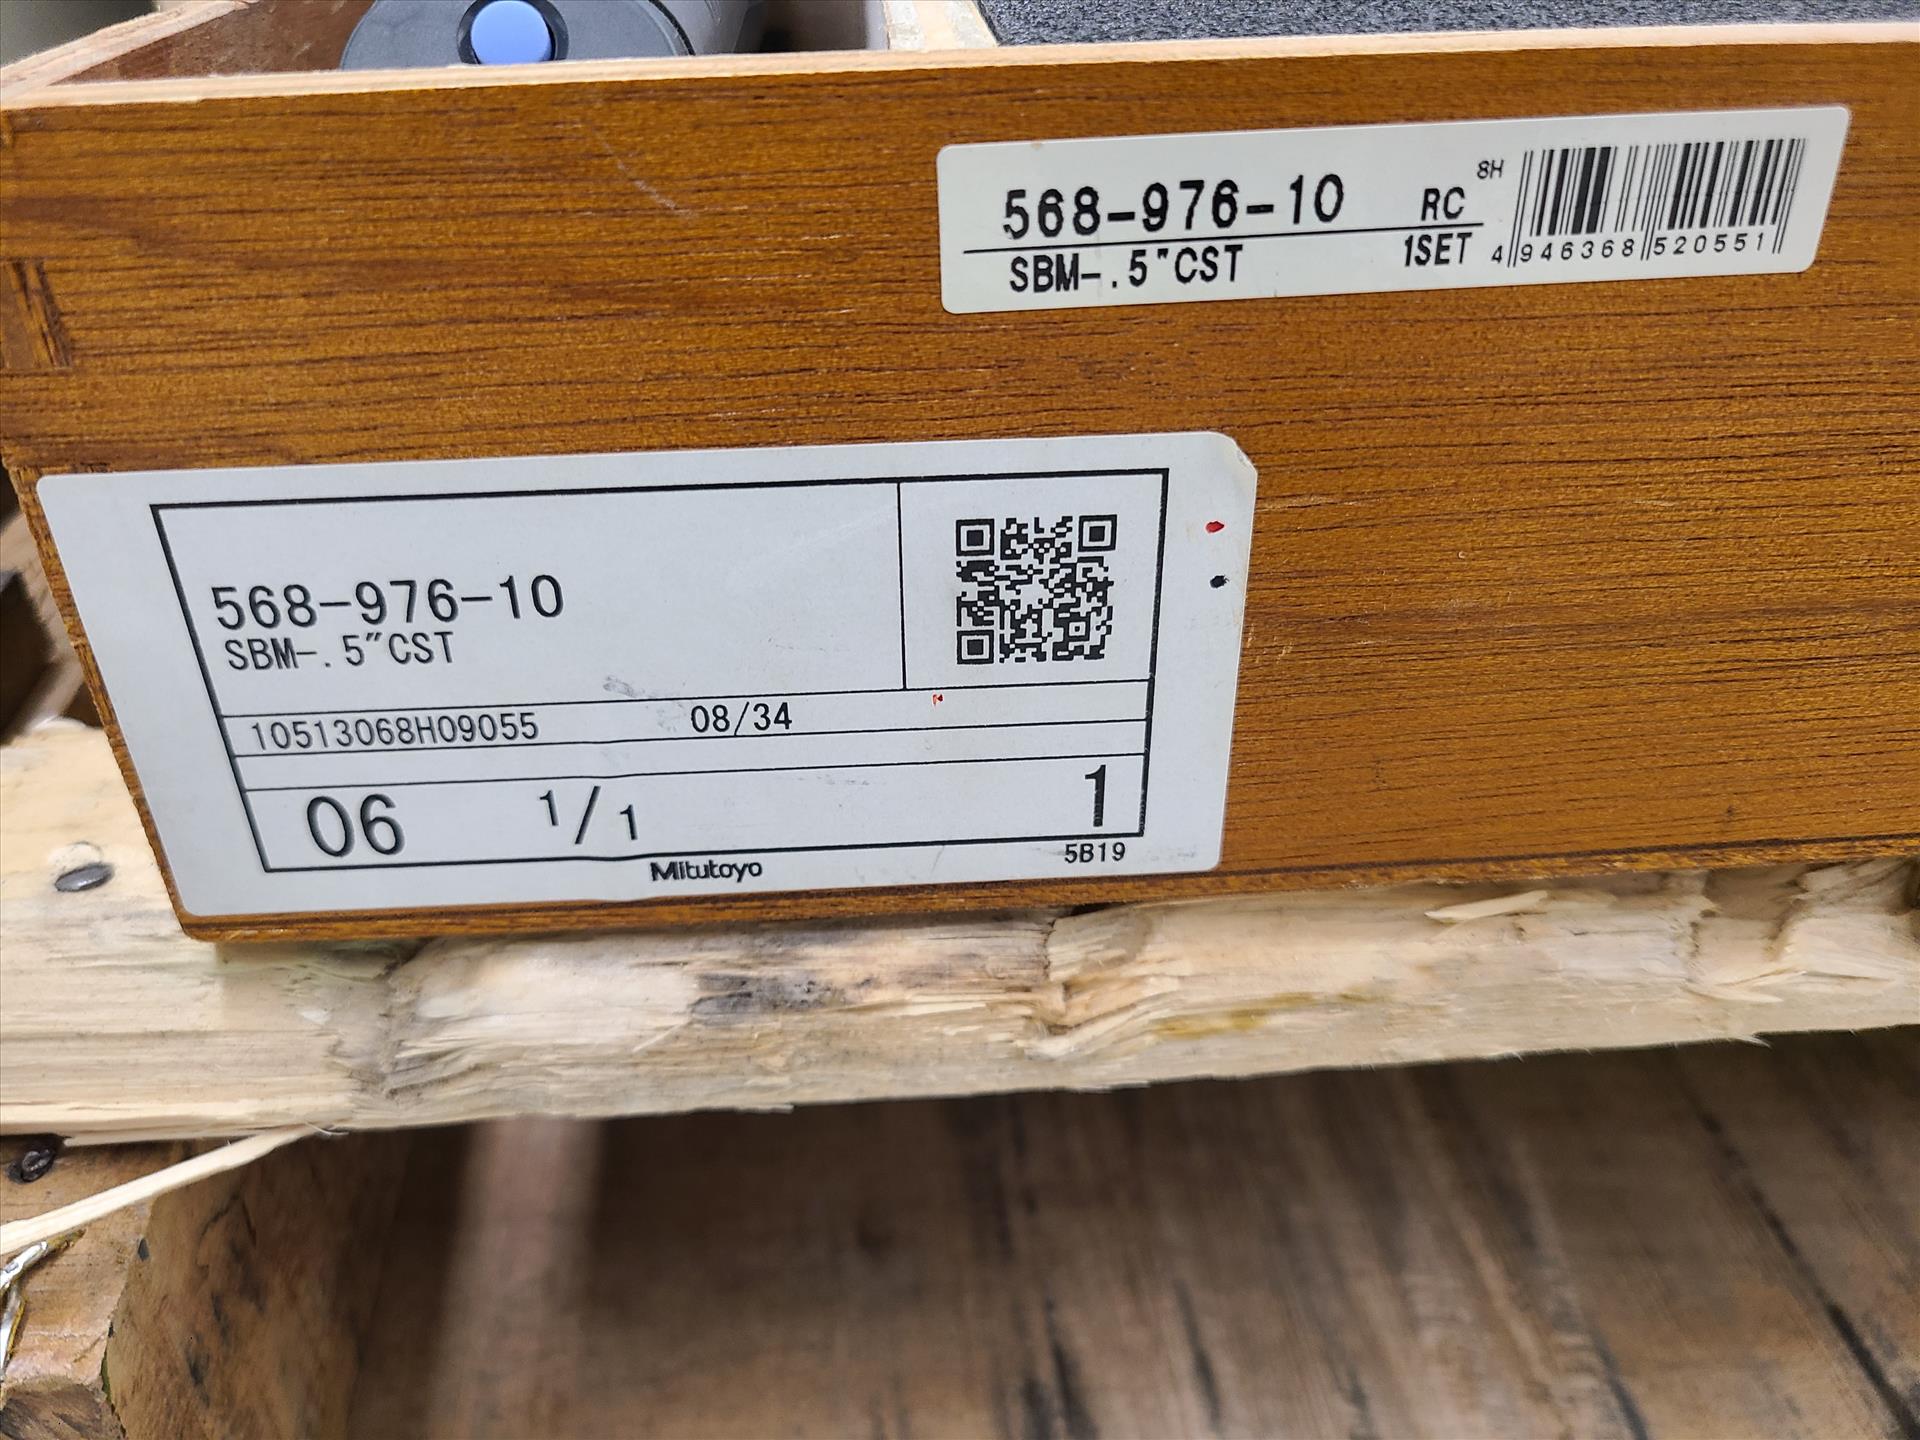 568-976-10 RC 8H
SBM-.5"CST 1SET 4 946368 520551
568-976-10
SBM-.5"CST
10513068H09055 08/34
06 1/1 1
Mitutoyo 5B19